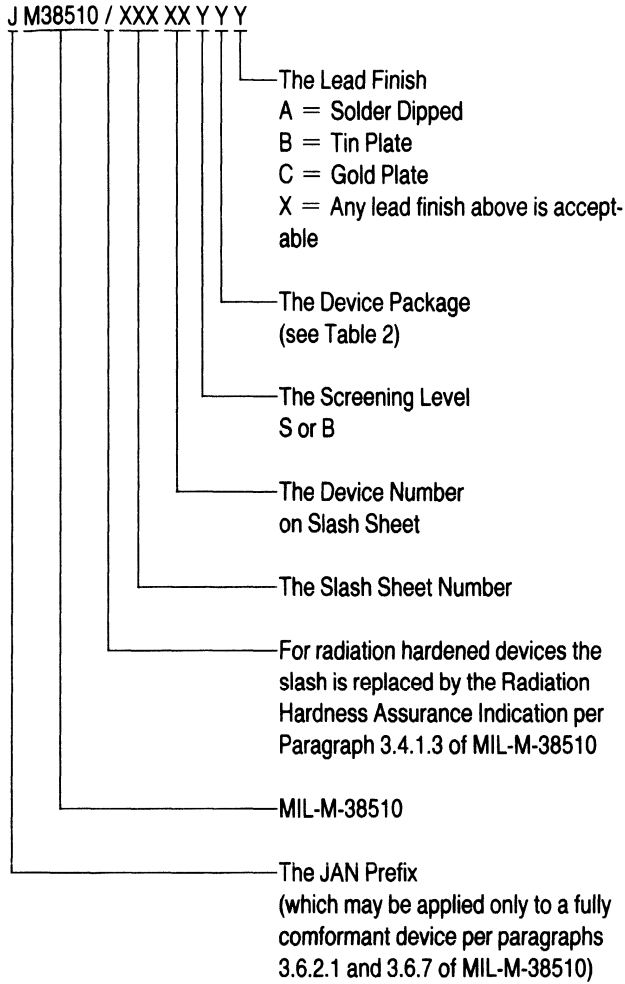 J M38510 / XXX XX Y Y Y
The Lead Finish
A = Solder Dipped
B = Tin Plate
C = Gold Plate
X = Any lead finish above is accept-
able
The Device Package
(see Table 2)
The Screening Level
S or B
The Device Number
on Slash Sheet
The Slash Sheet Number
For radiation hardened devices the
slash is replaced by the Radiation
Hardness Assurance Indication per
Paragraph 3.4.1.3 of MIL-M-38510
MIL-M-38510
The JAN Prefix
(which may be applied only to a fully
comformant device per paragraphs
3.6.2.1 and 3.6.7 of MIL-M-38510)